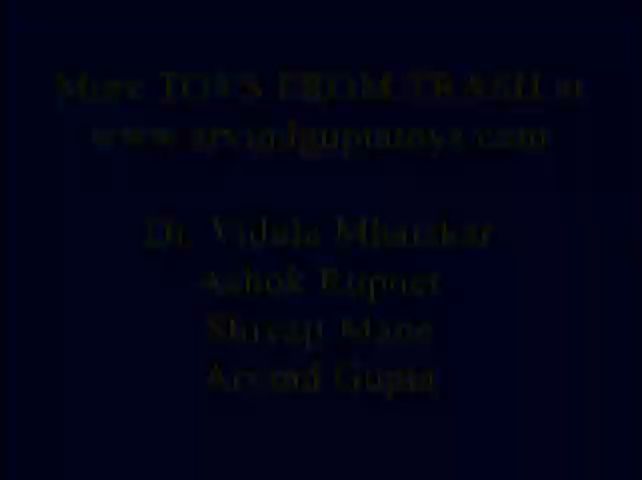 More TOYS FROM TRASH at
www.arvindguptatoys.com
Dr. Vidula Mhaiskar
Ashok Rupner
Shivaji Mane
Arvind Gupta